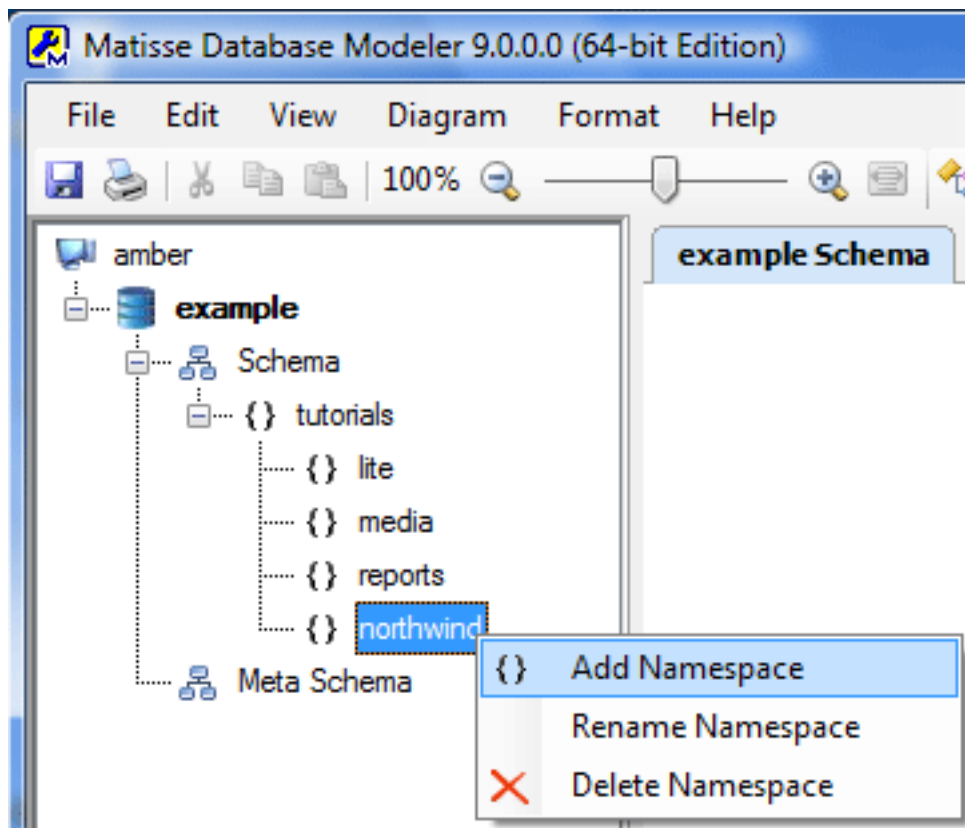 Matisse Database Modeler 9.0.0.0 (64-bit Edition)
File Edit View Diagram Format Help
100%
amber
example Schema
example
Schema
{} tutorials
{} lite
{} media
{} reports
{} northwind
Meta Schema
{} Add Namespace
Rename Namespace
Delete Namespace